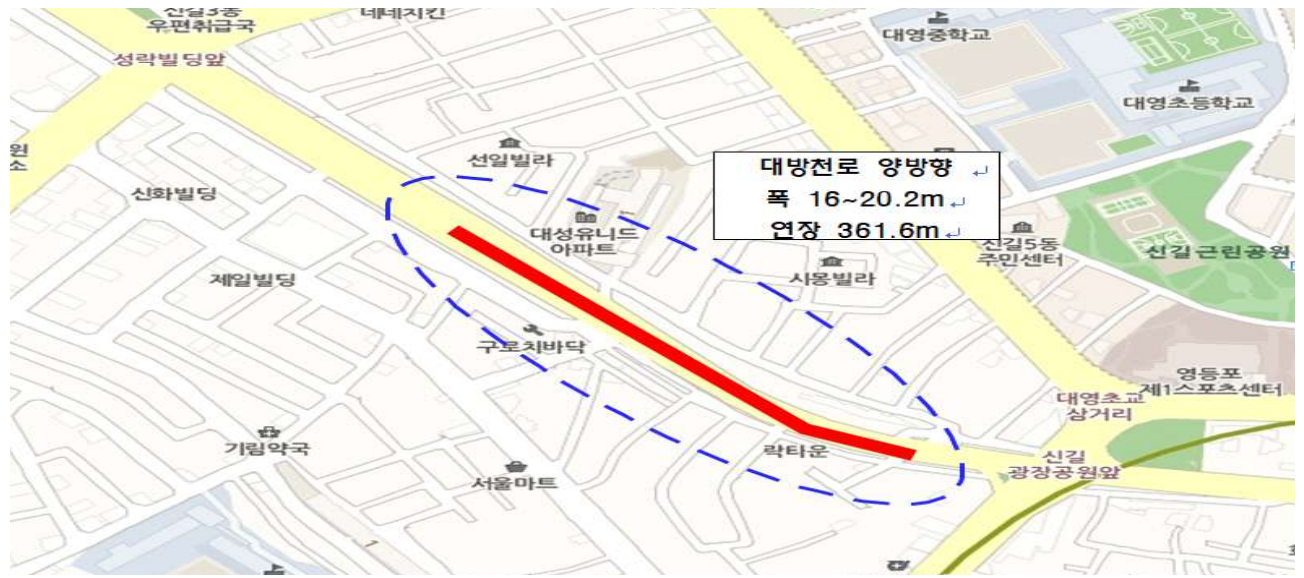 신길3동
우편취급국
네네치킨
성락빌딩앞
대영중학교
대영초등학교
선일빌라
신화빌딩
대성유니드
아파트
대방천로 양방향
폭 16~20.2m
연장 361.6m
신길5동
주민센터
신길근린공원
제일빌딩
시몽빌라
구로치바닥
영등포
제1스포츠센터
대영초교
삼거리
기림약국
락타운
서울마트
신길
광장공원앞